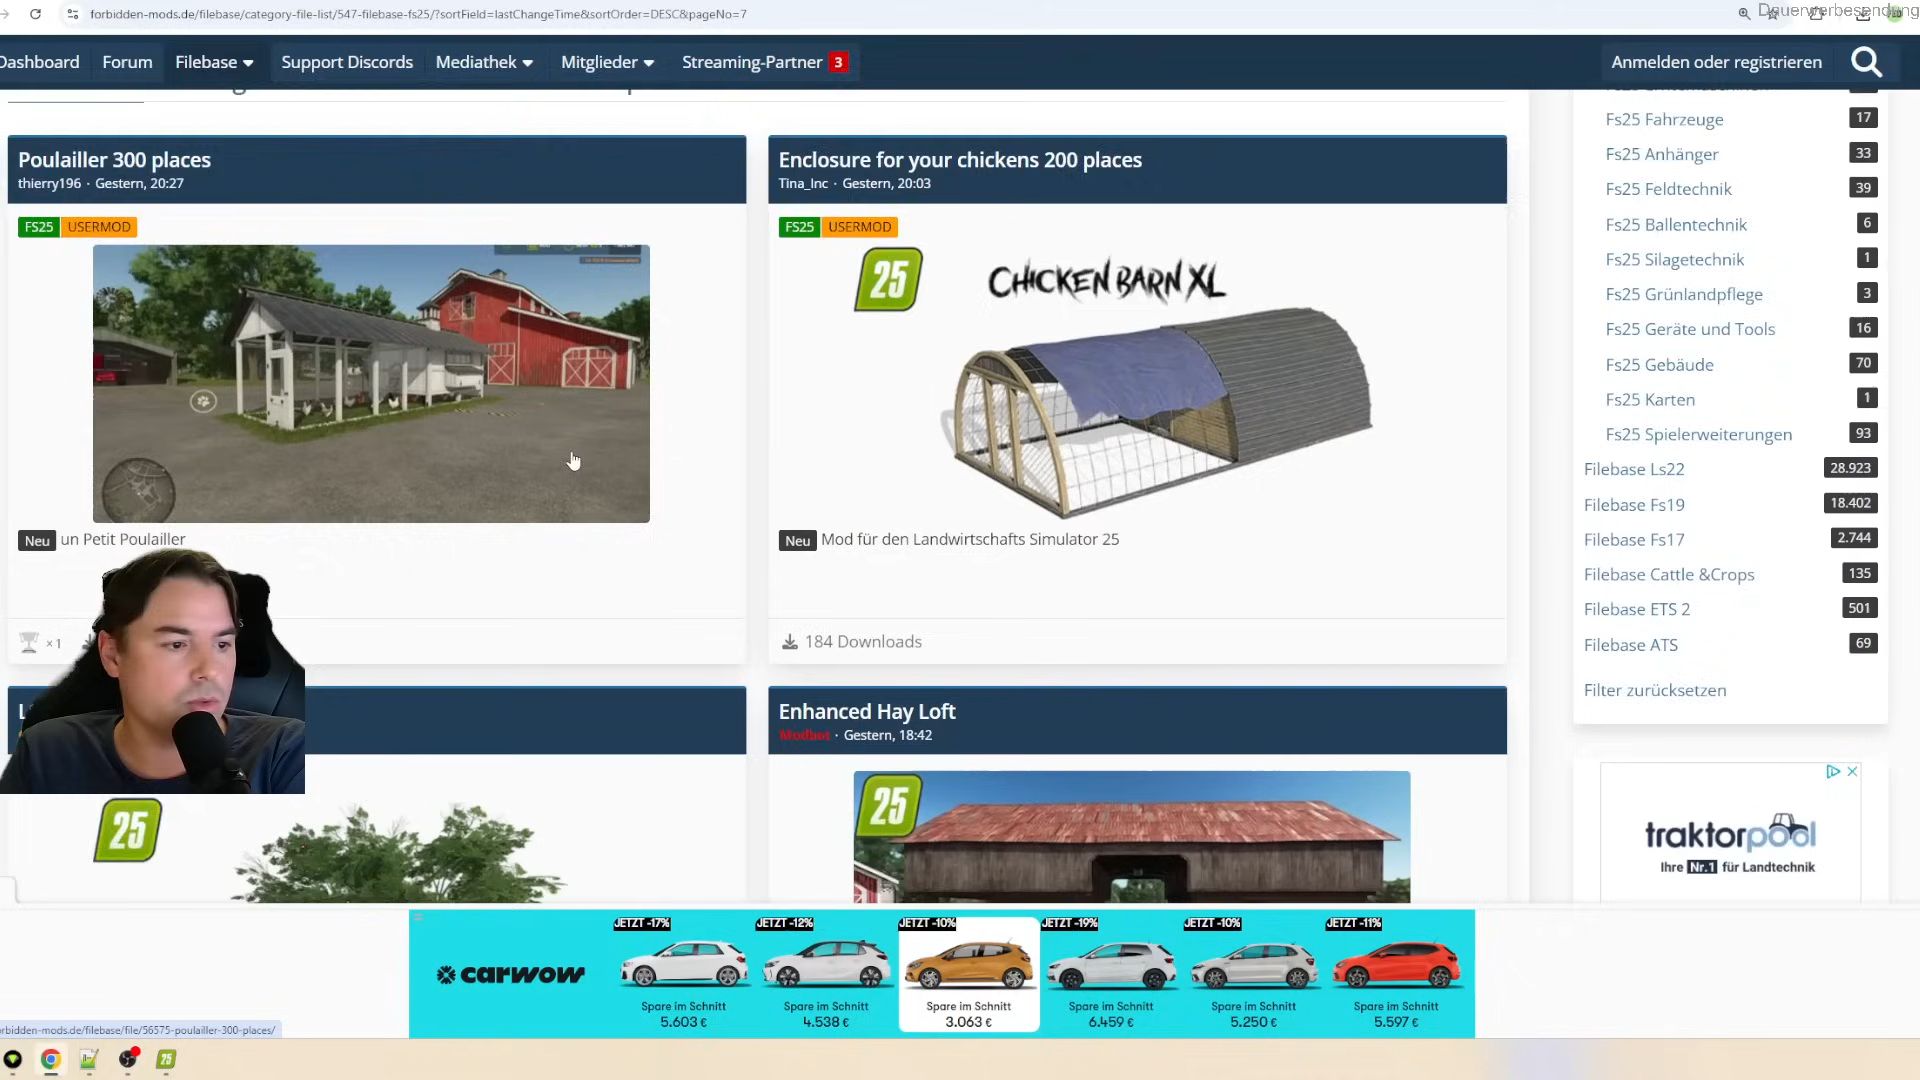 forbidden-mods.de/filebase/category-file-list/547-filebase-fs25/?sortField=lastChangeTime&sortOrder=DESC&pageNo=7
Dauerwerbesendung
Dashboard Forum Filebase Support Discords Mediathek Mitglieder Streaming-Partner 3 Anmelden oder registrieren
Poulailler 300 places
thierry196 · Gestern, 20:27
FS25 USERMOD
Neu un Petit Poulailler
×1
Enclosure for your chickens 200 places
Tina_Inc · Gestern, 20:03
FS25 USERMOD
25 CHICKEN BARN XL
Neu Mod für den Landwirtschafts Simulator 25
184 Downloads
25
Enhanced Hay Loft
Modbot · Gestern, 18:42
25
Fs25 Fahrzeuge 17
Fs25 Anhänger 33
Fs25 Feldtechnik 39
Fs25 Ballentechnik 6
Fs25 Silagetechnik 1
Fs25 Grünlandpflege 3
Fs25 Geräte und Tools 16
Fs25 Gebäude 70
Fs25 Karten 1
Fs25 Spielerweiterungen 93
Filebase Ls22 28.923
Filebase Fs19 18.402
Filebase Fs17 2.744
Filebase Cattle &Crops 135
Filebase ETS 2 501
Filebase ATS 69
Filter zurücksetzen
traktorpool
Ihre Nr.1 für Landtechnik
carwow
JETZT -17% JETZT -12% JETZT -10% JETZT -19% JETZT -10% JETZT -11%
Spare im Schnitt Spare im Schnitt Spare im Schnitt Spare im Schnitt Spare im Schnitt Spare im Schnitt
5.603 € 4.538 € 3.063 € 6.459 € 5.250 € 5.597 €
orbidden-mods.de/filebase/file/56575-poulailler-300-places/
25